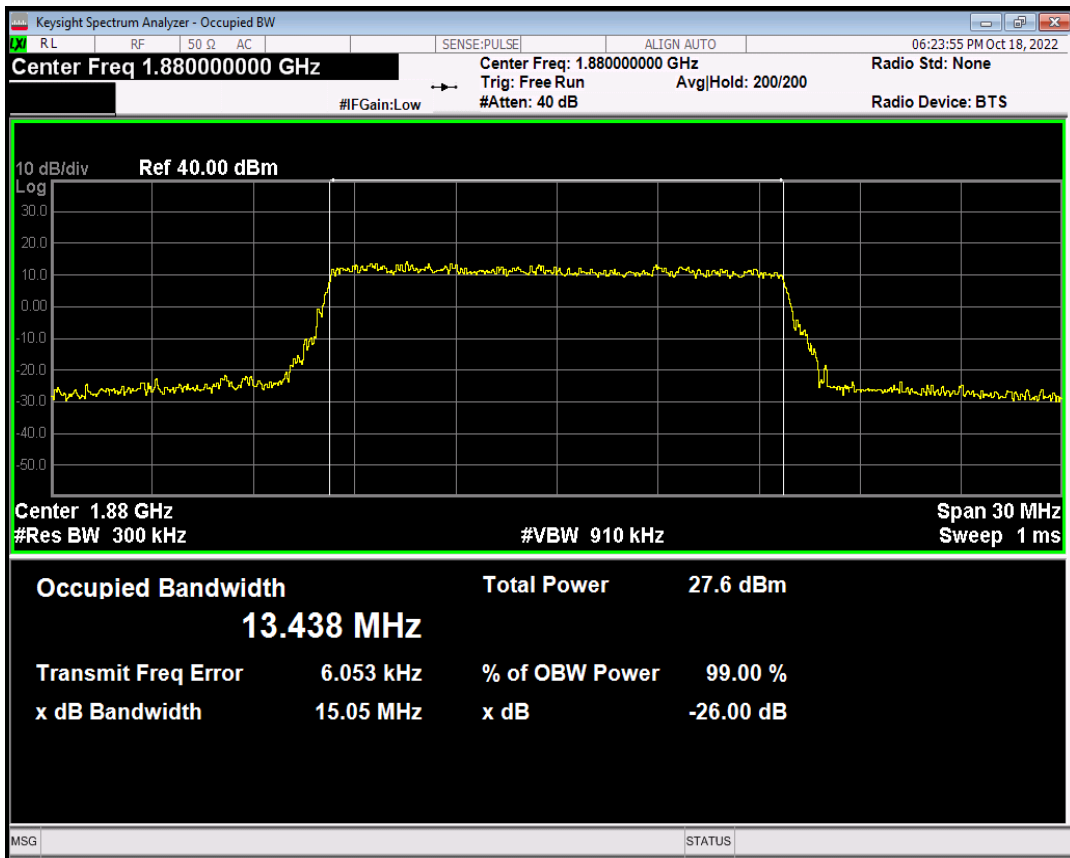 Keysight Spectrum Analyzer - Occupied BW
LXI RL RF 50 Ω AC SENSE:PULSE ALIGN AUTO 06:23:55 PM Oct 18, 2022
Center Freq 1.880000000 GHz
Center Freq: 1.880000000 GHz
Radio Std: None
Trig: Free Run Avg|Hold: 200/200
#IFGain:Low #Atten: 40 dB
Radio Device: BTS
10 dB/div Ref 40.00 dBm
Log
30.0
20.0
10.0
0.00
-10.0
-20.0
-30.0
-40.0
-50.0
Center 1.88 GHz Span 30 MHz
#Res BW 300 kHz #VBW 910 kHz Sweep 1 ms
Occupied Bandwidth Total Power 27.6 dBm
13.438 MHz
Transmit Freq Error 6.053 kHz % of OBW Power 99.00 %
x dB Bandwidth 15.05 MHz x dB -26.00 dB
MSG STATUS